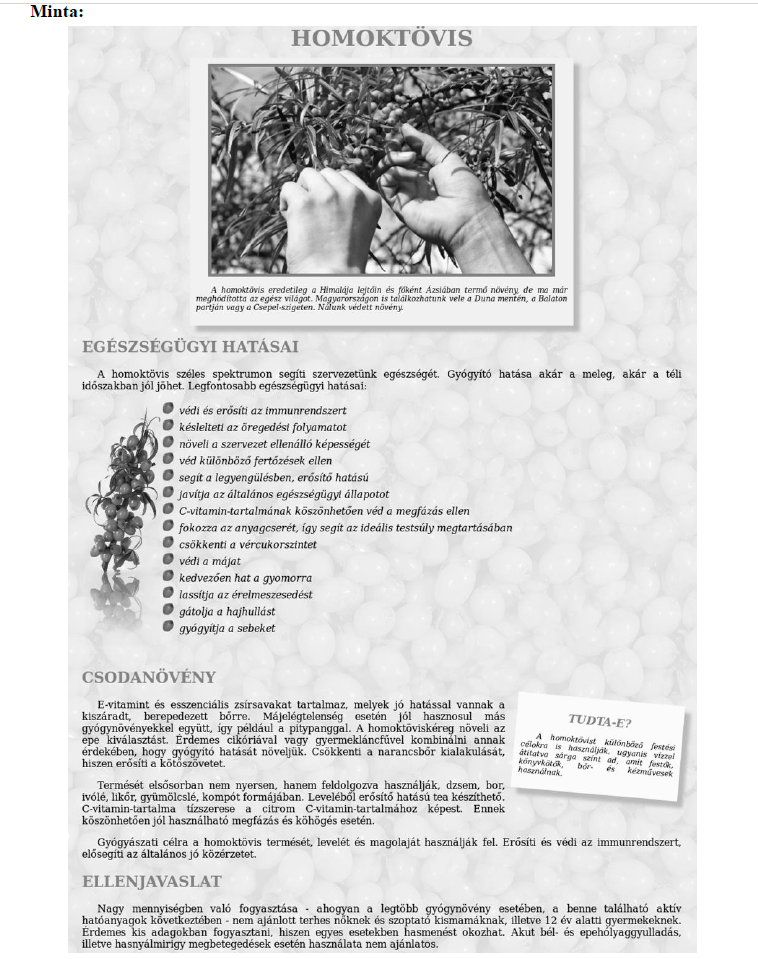 Minta:
HOMOKTÖVIS
A homoktövis eredetileg a Himalája lejtőin és főként Ázsiában termő növény, de ma már
meghódította az egész világot. Magyarországon is találkozhatunk vele a Duna mentén, a Balaton
partján vagy a Csepel-szigeten. Nálunk védett növény.
EGÉSZSÉGÜGYI HATÁSAI
A homoktövis széles spektrumon segíti szervezetünk egészségét. Gyógyító hatása akár a meleg, akár a téli
időszakban jól jöhet. Legfontosabb egészségügyi hatásai:
védi és erősíti az immunrendszert
késlelteti az öregedési folyamatot
növeli a szervezet ellenálló képességét
véd különböző fertőzések ellen
segít a legyengülésben, erősítő hatású
javítja az általános egészségügyi állapotot
C-vitamin-tartalmának köszönhetően véd a megfázás ellen
fokozza az anyagcserét, így segít az ideális testsúly megtartásában
csökkenti a vércukorszintet
védi a májat
kedvezően hat a gyomorra
lassítja az érelmeszesedést
gátolja a hajhullást
gyógyítja a sebeket
CSODANÖVÉNY
E-vitamint és esszenciális zsírsavakat tartalmaz, melyek jó hatással vannak a
kiszáradt, berepedezett bőrre. Májelégtelenség esetén jól hasznosul más
gyógynövényekkel együtt, így például a pitypanggal. A homoktöviskéreg növeli az
epe kiválasztást. Érdemes cikóriával vagy gyermekláncfűvel kombinálni annak
érdekében, hogy gyógyító hatását növeljük. Csökkenti a narancsbőr kialakulását,
hiszen erősíti a kötőszövetet.
Termését elsősorban nem nyersen, hanem feldolgozva használják, dzsem, bor,
ivólé, likőr, gyümölcslé, kompót formájában. Leveléből erősítő hatású tea készíthető.
C-vitamin-tartalma tízszerese a citrom C-vitamin-tartalmához képest. Ennek
köszönhetően jól használható megfázás és köhögés esetén.
TUDTA-E?
A homoktövist különböző festési
célokra is használják, ugyanis vízzel
átitatva sárga színt ad, amit festők,
könyvkötők, bőr- és kézművesek
használnak.
Gyógyászati célra a homoktövis termését, levelét és magolaját használják fel. Erősíti és védi az immunrendszert,
elősegíti az általános jó közérzetet.
ELLENJAVASLAT
Nagy mennyiségben való fogyasztása - ahogyan a legtöbb gyógynövény esetében, a benne található aktív
hatóanyagok következtében - nem ajánlott terhes nőknek és szoptató kismamáknak, illetve 12 év alatti gyermekeknek.
Érdemes kis adagokban fogyasztani, hiszen egyes esetekben hasmenést okozhat. Akut bél- és epehólyaggyulladás,
illetve hasnyálmirigy megbetegedések esetén használata nem ajánlatos.